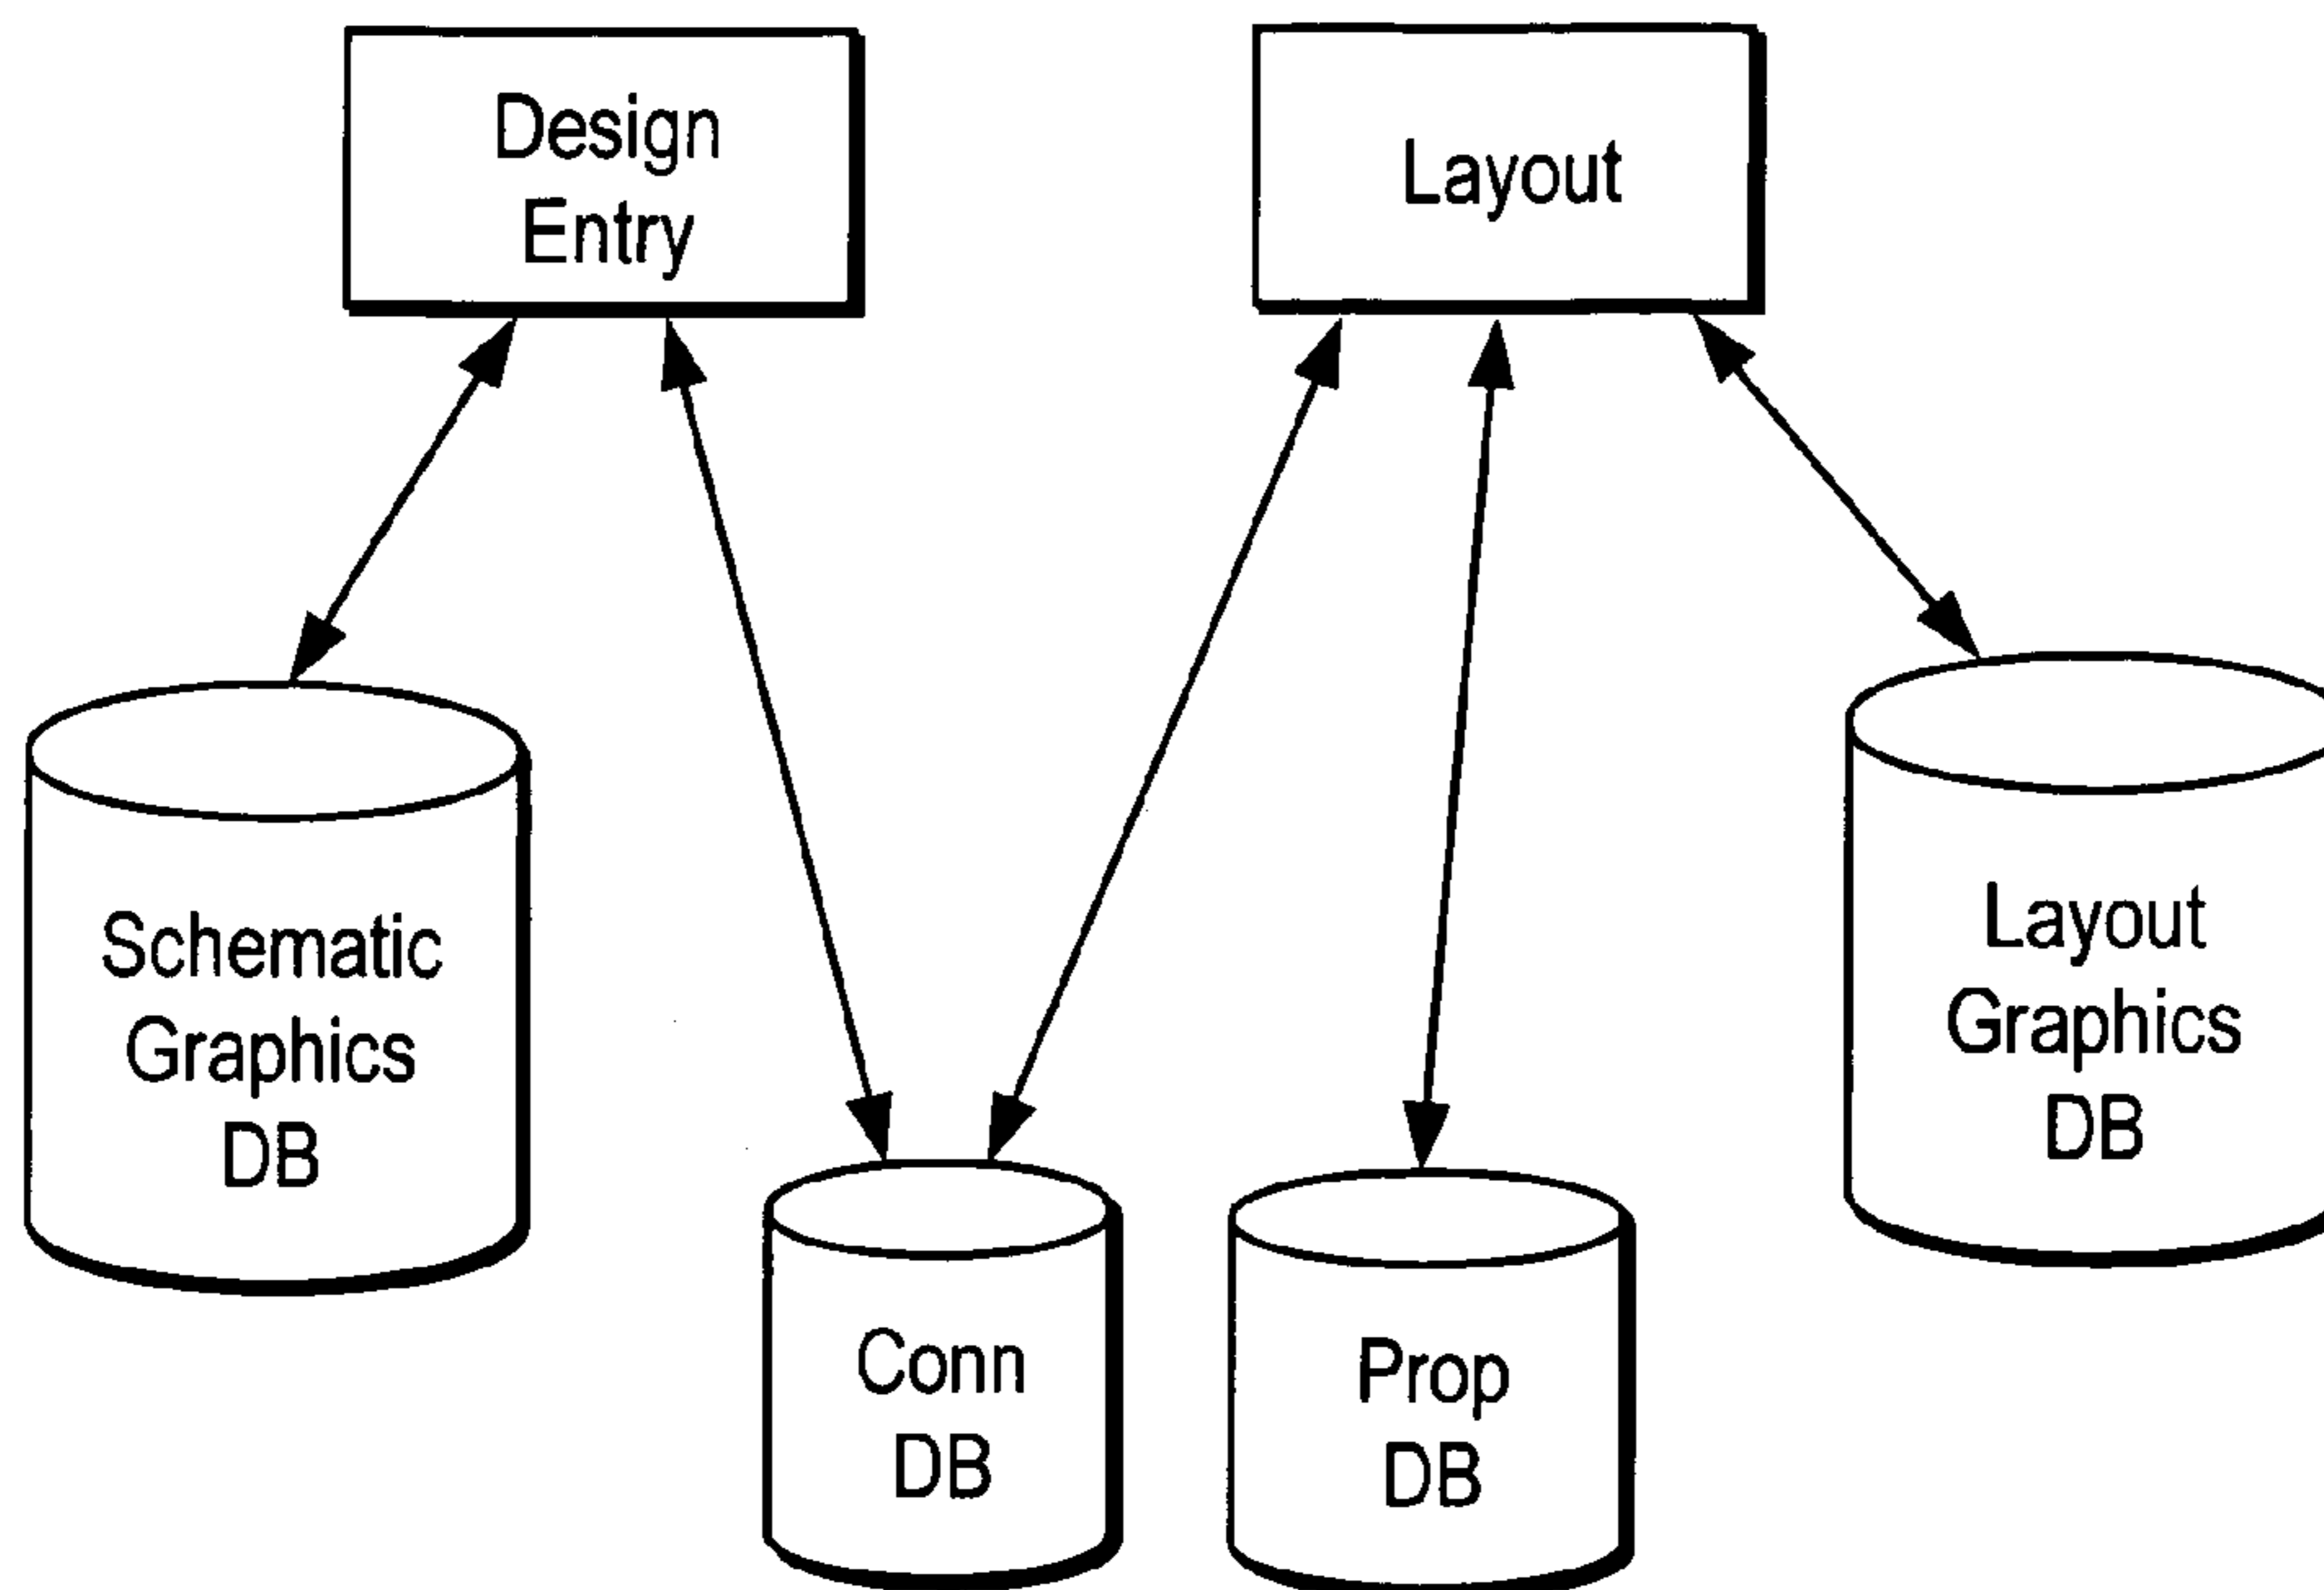 Design
Entry
Layout
Schematic
Graphics
DB
Layout
Graphics
DB
Conn
DB
Prop
DB